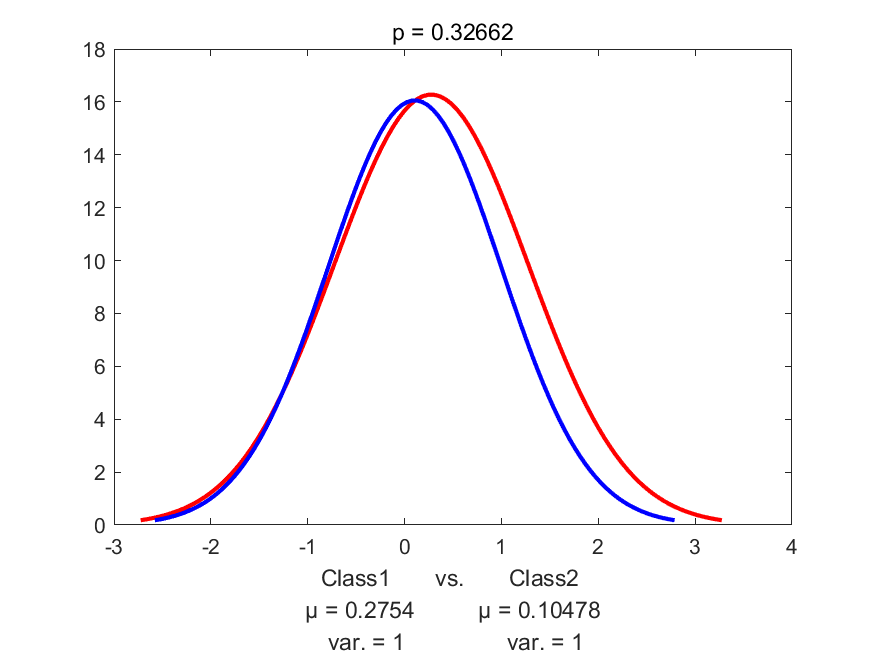 p = 0.32662
18
16
14
12
10
8
6
4
2
0
-3 -2 -1 0 1 2 3 4
Class1 vs. Class2
μ = 0.2754 μ = 0.10478
var. = 1 var. = 1